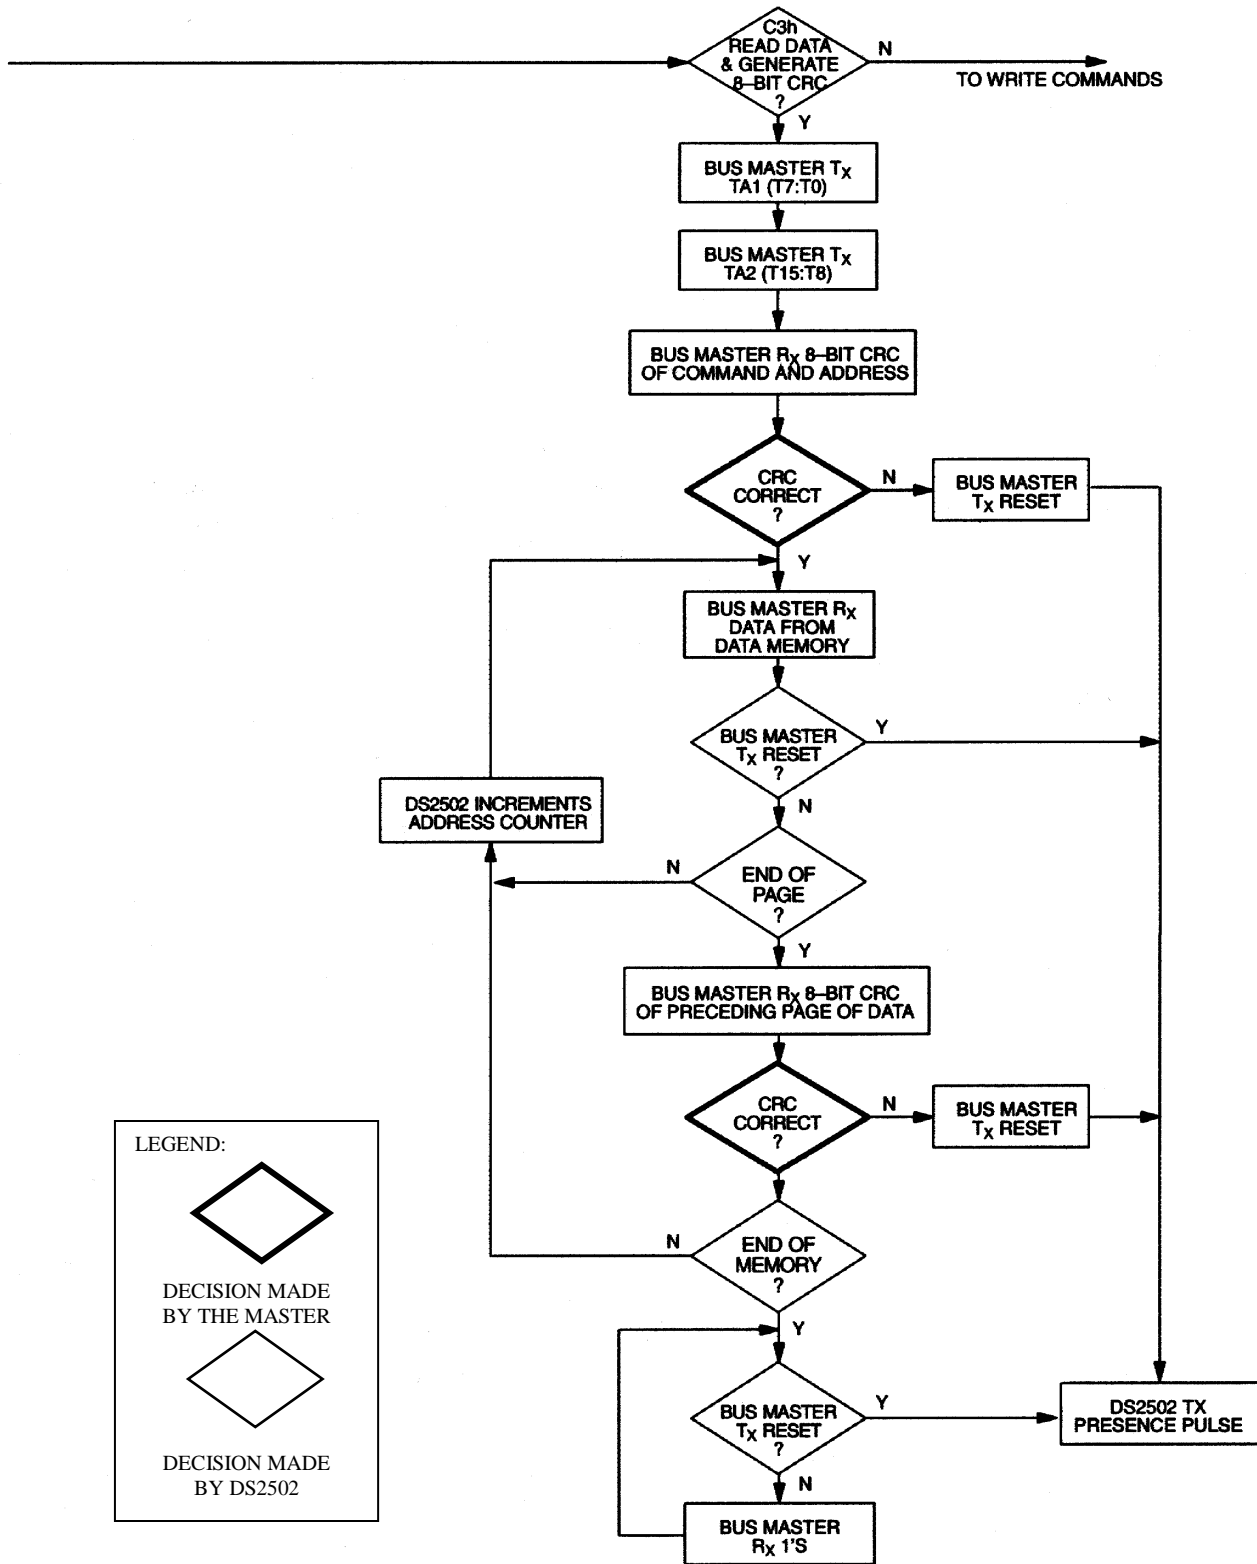 C3h
READ DATA
& GENERATE
8–BIT CRC
?
N
TO WRITE COMMANDS
Y
BUS MASTER TX
TA1 (T7:T0)
BUS MASTER TX
TA2 (T15:T8)
BUS MASTER RX 8–BIT CRC
OF COMMAND AND ADDRESS
CRC
CORRECT
?
N
BUS MASTER
TX RESET
Y
BUS MASTER RX
DATA FROM
DATA MEMORY
BUS MASTER
TX RESET
?
Y
N
DS2502 INCREMENTS
ADDRESS COUNTER
END OF
PAGE
?
N
Y
BUS MASTER RX 8–BIT CRC
OF PRECEDING PAGE OF DATA
CRC
CORRECT
?
N
BUS MASTER
TX RESET
END OF
MEMORY
?
N
Y
BUS MASTER
TX RESET
?
Y
DS2502 TX
PRESENCE PULSE
N
BUS MASTER
RX 1'S
LEGEND:
DECISION MADE
BY THE MASTER
DECISION MADE
BY DS2502